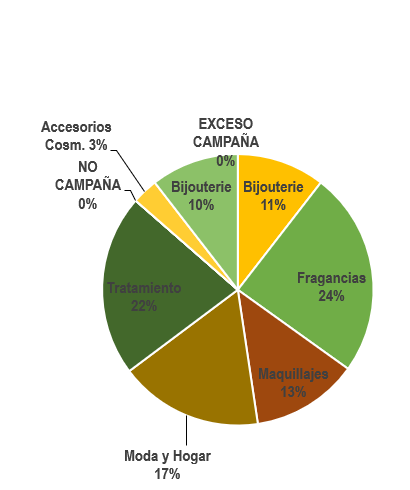 EXCESO
CAMPAÑA
0%
Accesorios
Cosm. 3%
NO
CAMPAÑA
0%
Bijouterie
10%
Bijouterie
11%
Fragancias
24%
Tratamiento
22%
Maquillajes
13%
Moda y Hogar
17%